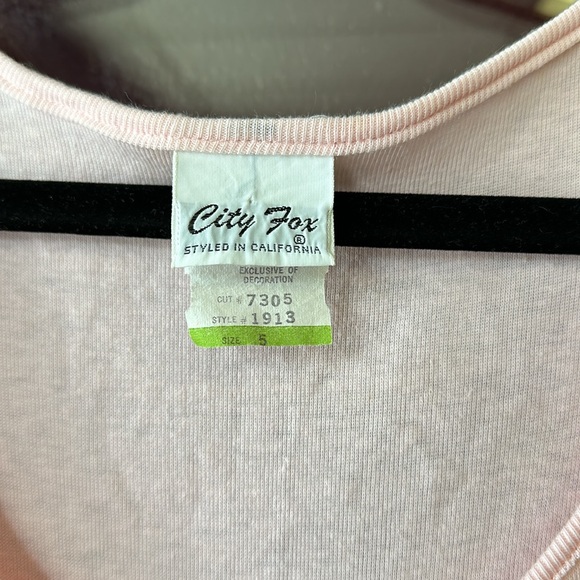 City Fox
®
STYLED IN CALIFORNIA
EXCLUSIVE OF
DECORATION
CUT # 7305
STYLE # 1913
SIZE 5